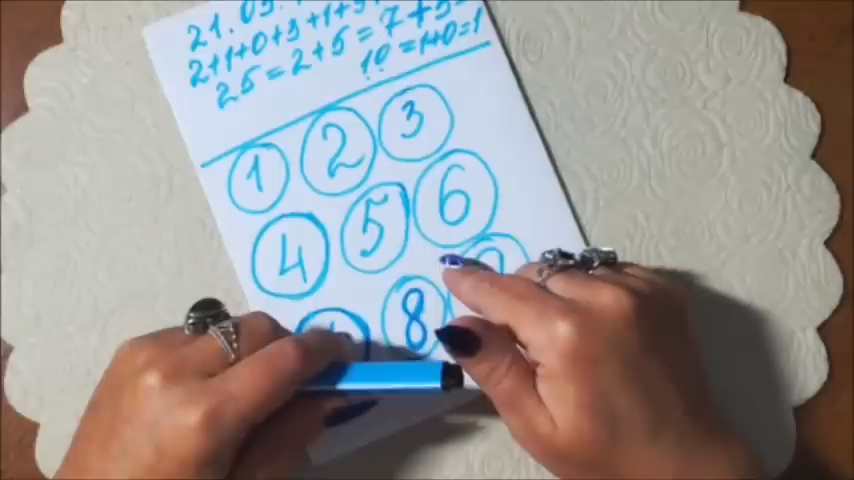 21.09.
2+1+0+9+1+9
25=2+5=7+5=
10=1+0=1
1 2 3
4 5 6
8